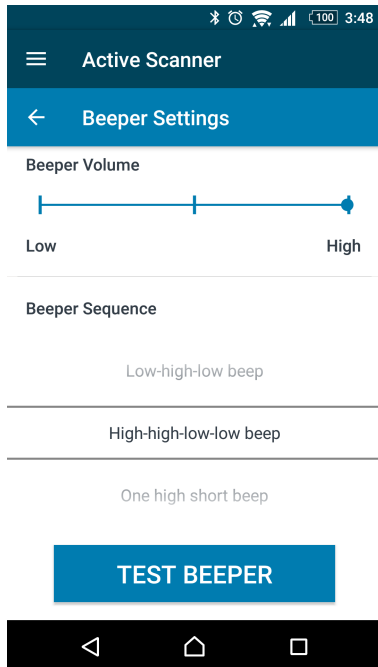 100 3:48
Active Scanner
Beeper Settings
Beeper Volume
Low High
Beeper Sequence
Low-high-low beep
High-high-low-low beep
One high short beep
TEST BEEPER